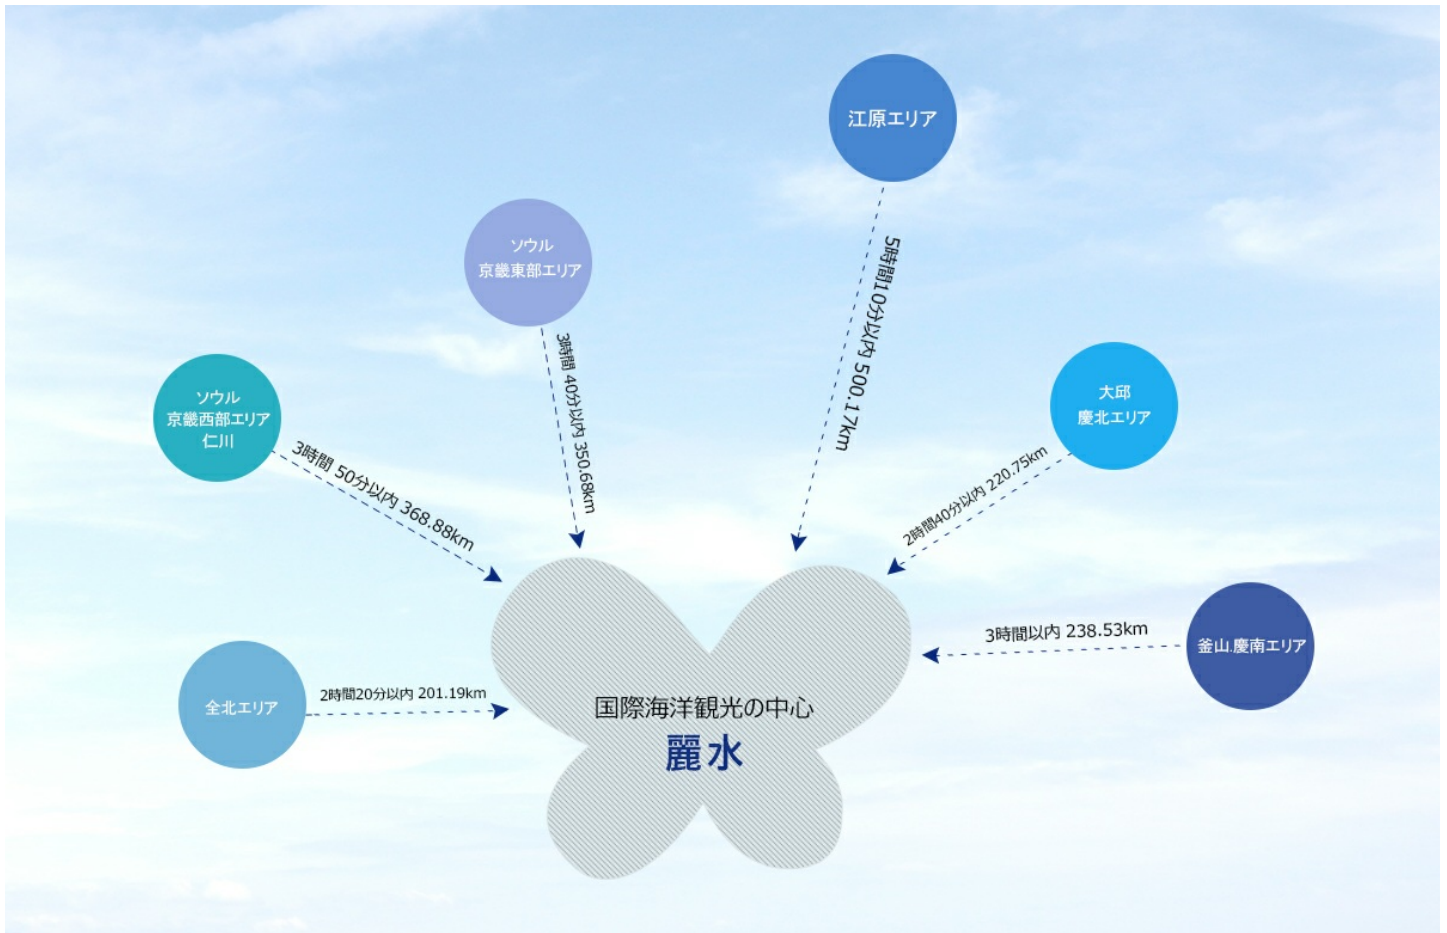 江原エリア
5時間10分以内 500.17km
ソウル
京畿東部エリア
3時間 40分以内 350.68km
ソウル
京畿西部エリア
仁川
3時間 50分以内 368.88km
大邱
慶北エリア
2時間40分以内 220.75km
釜山.慶南エリア
3時間以内 238.53km
全北エリア
2時間20分以内 201.19km
国際海洋観光の中心
麗水